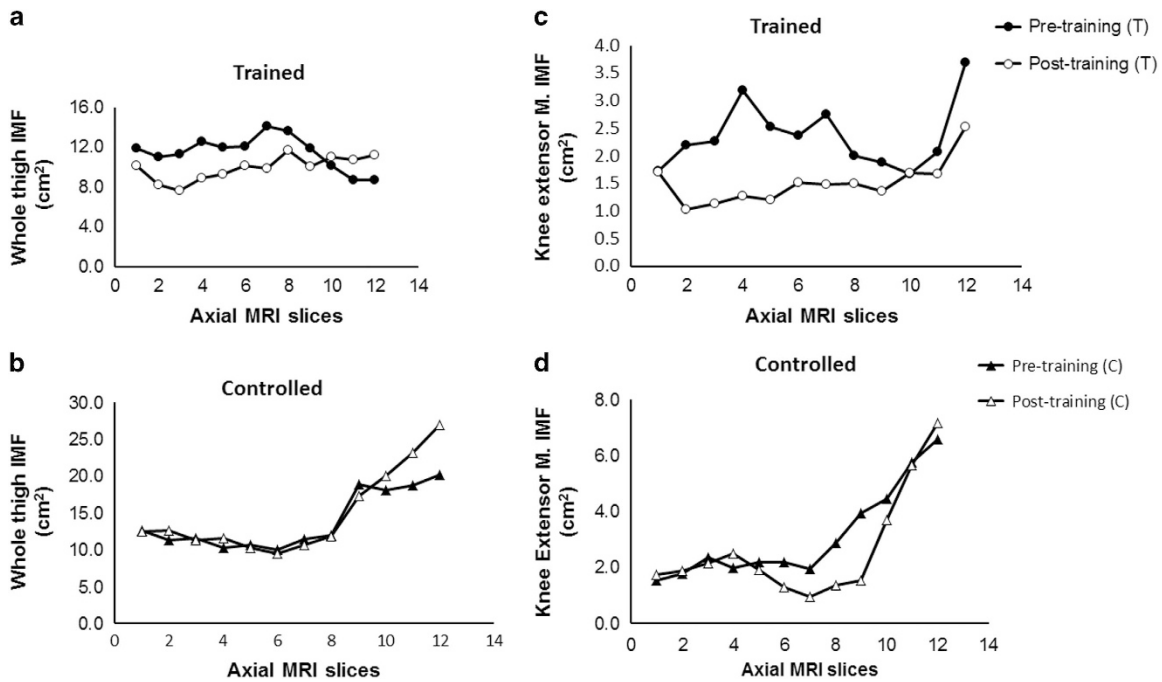 a
Trained
Whole thigh IMF
(cm²)
16.0
12.0
8.0
4.0
0.0
0 2 4 6 8 10 12 14
Axial MRI slices
c
Trained
Pre-training (T)
Post-training (T)
Knee extensor M. IMF
(cm²)
4.0
3.5
3.0
2.5
2.0
1.5
1.0
0.5
0.0
0 2 4 6 8 10 12 14
Axial MRI slices
b
Controlled
Whole thigh IMF
(cm²)
30.0
25.0
20.0
15.0
10.0
5.0
0.0
0 2 4 6 8 10 12 14
Axial MRI slices
d
Controlled
Pre-training (C)
Post-training (C)
Knee Extensor M. IMF
(cm²)
8.0
6.0
4.0
2.0
0.0
0 2 4 6 8 10 12 14
Axial MRI slices